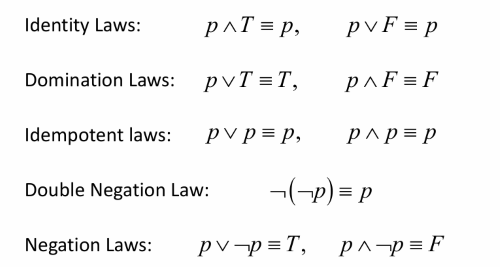 Identity Laws: p ∧ T ≡ p, p ∨ F ≡ p
Domination Laws: p ∨ T ≡ T, p ∧ F ≡ F
Idempotent laws: p ∨ p ≡ p, p ∧ p ≡ p
Double Negation Law: ¬(¬p) ≡ p
Negation Laws: p ∨ ¬p ≡ T, p ∧ ¬p ≡ F